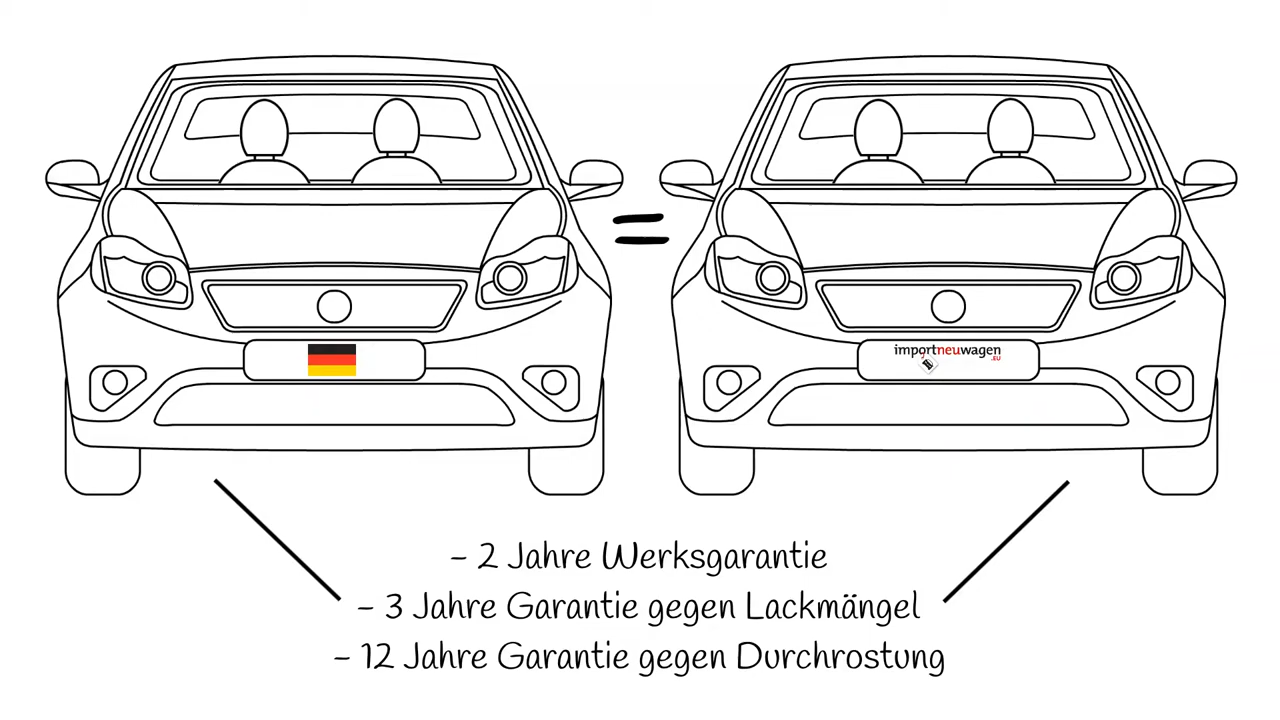 =
importneuwagen
.EU
- 2 Jahre Werksgarantie
- 3 Jahre Garantie gegen Lackmängel
- 12 Jahre Garantie gegen Durchrostung